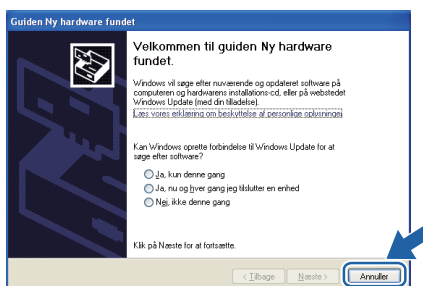 Guiden Ny hardware fundet
Velkommen til guiden Ny hardware
fundet.
Windows vil søge efter nuværende og opdateret software på
computeren og hardwarens installations-cd, eller på webstedet
Windows Update (med din tilladelse).
Læs vores erklæring om beskyttelse af personlige oplysninger
Kan Windows oprette forbindelse til Windows Update for at
søge efter software?
Ja, kun denne gang
Ja, nu og hver gang jeg tilslutter en enhed
Nej, ikke denne gang
Klik på Næste for at fortsætte.
< Tilbage Næste > Annuller